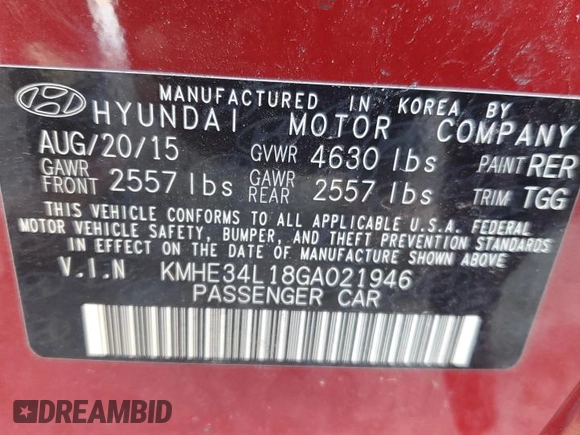 MANUFACTURED IN KOREA BY
HYUNDAI MOTOR COMPANY
AUG/20/15 GVWR 4630 lbs PAINT RER
GAWR FRONT 2557 lbs GAWR REAR 2557 lbs TRIM TGG
THIS VEHICLE CONFORMS TO ALL APPLICABLE U.S.A. FEDERAL
MOTOR VEHICLE SAFETY, BUMPER, AND THEFT PREVENTION STANDARDS
IN EFFECT ON THE DATE OF MANUFACTURE SHOWN ABOVE.
V.I.N KMHE34L18GA021946
PASSENGER CAR
DREAMBID